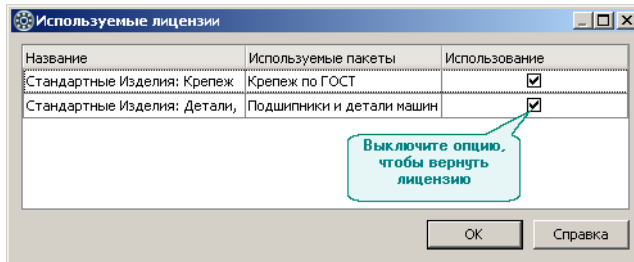 Используемые лицензии
Название Используемые пакеты Использование
Стандартные Изделия: Крепеж Крепеж по ГОСТ
Стандартные Изделия: Детали, Подшипники и детали машин
Выключите опцию,
чтобы вернуть
лицензию
ОК Справка